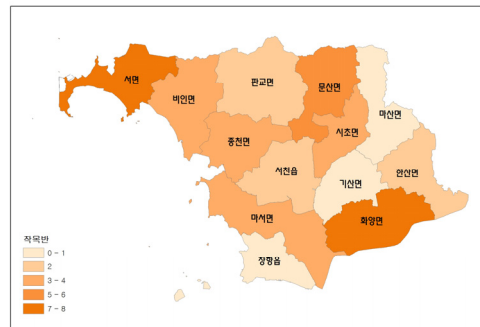 서면
비인면
판교면
문산면
마산면
종천면
시초면
서천읍
기산면
안산면
마서면
화양면
장항읍
작목반
0 - 1
2
3 - 4
5 - 6
7 - 8